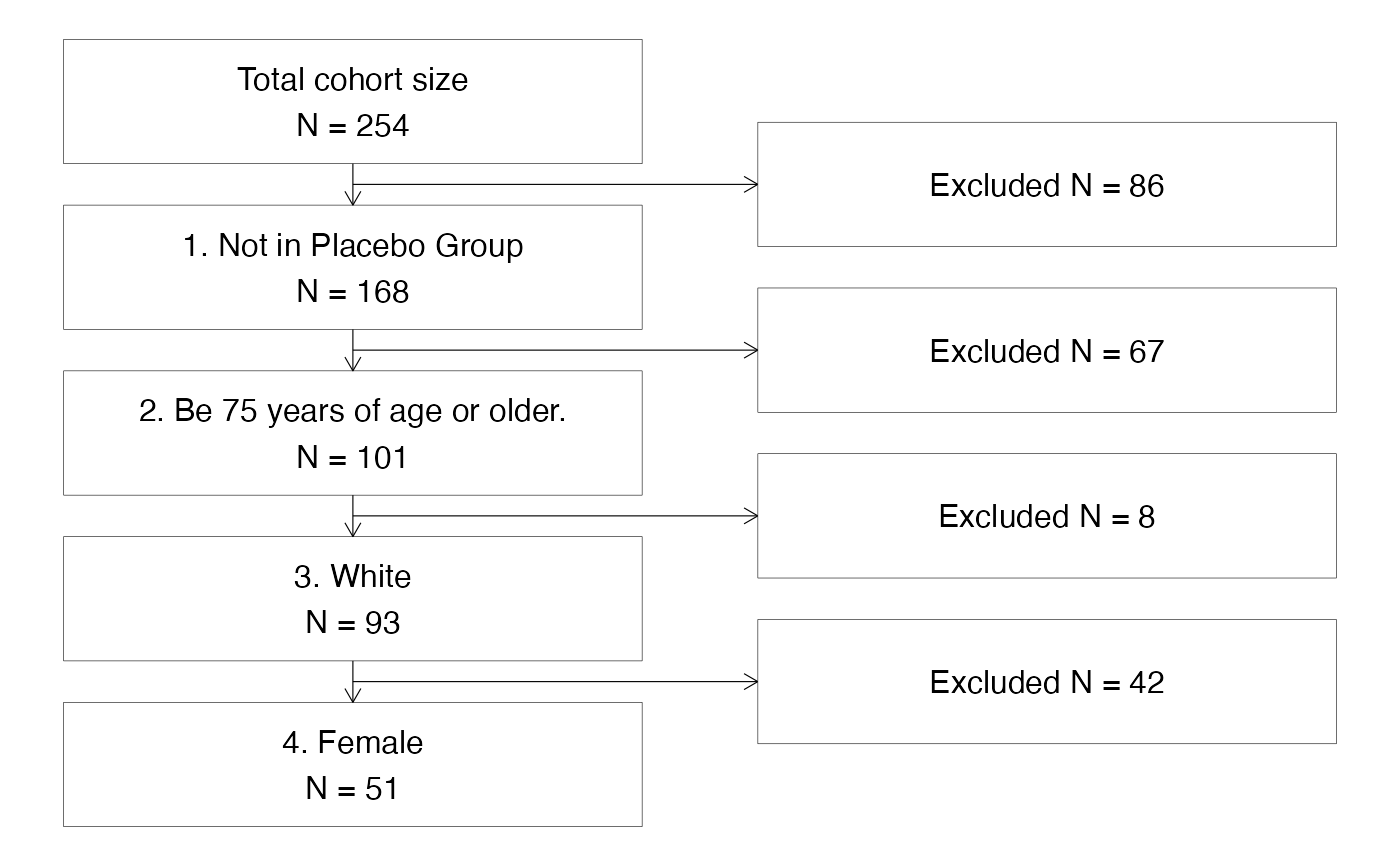 Total cohort size
N = 254
Excluded N = 86
1. Not in Placebo Group
N = 168
Excluded N = 67
2. Be 75 years of age or older.
N = 101
Excluded N = 8
3. White
N = 93
Excluded N = 42
4. Female
N = 51